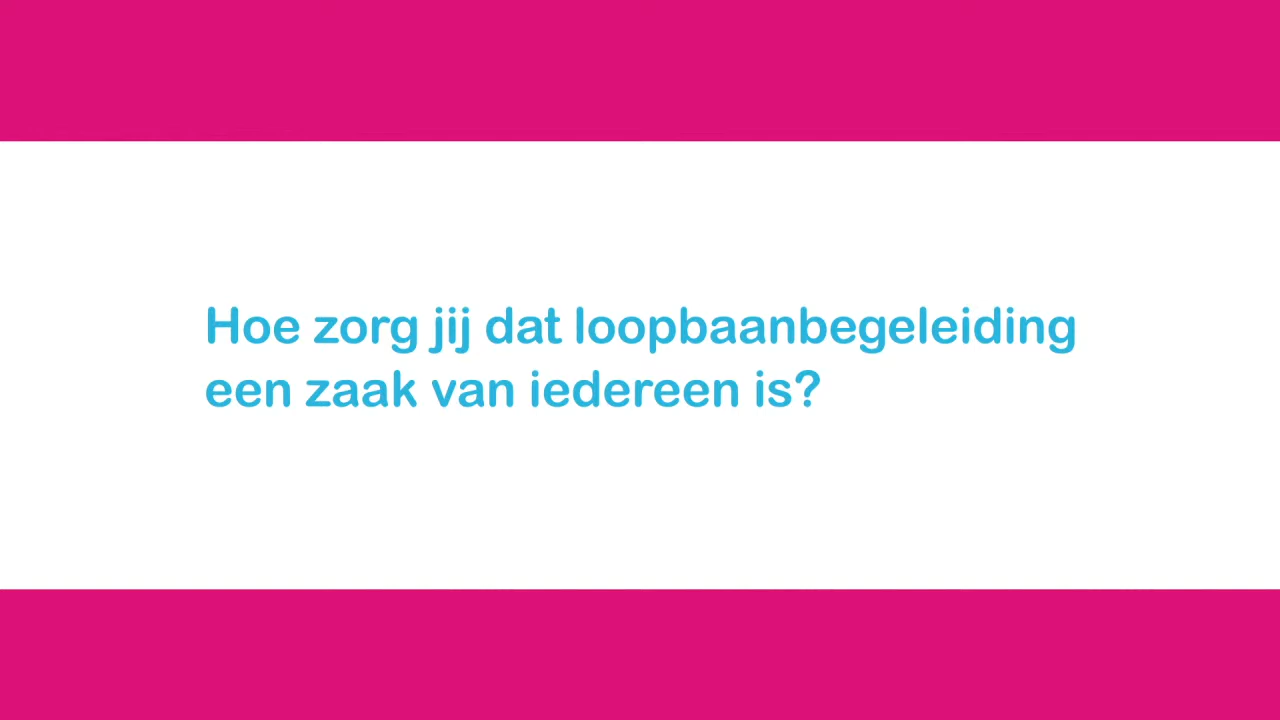 Hoe zorg jij dat loopbaanbegeleiding
een zaak van iedereen is?